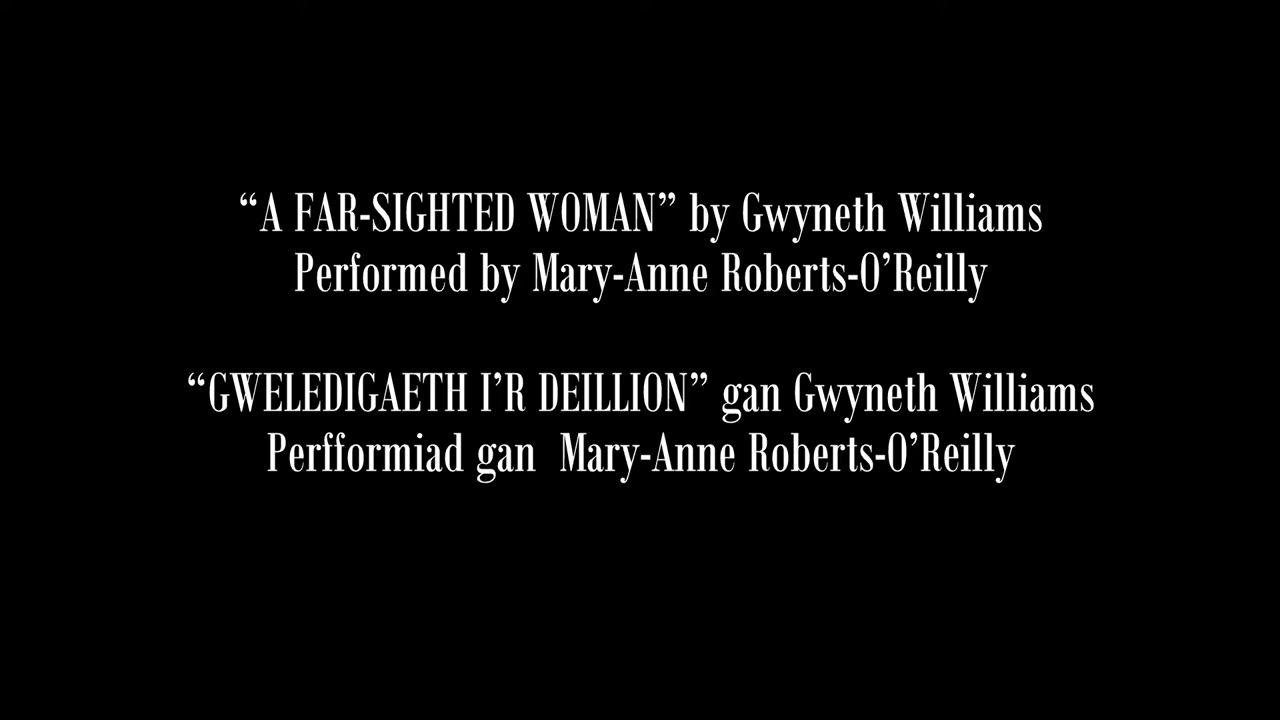 “A FAR-SIGHTED WOMAN” by Gwyneth Williams
Performed by Mary-Anne Roberts-O’Reilly
“GWELEDIGAETH I’R DEILLION” gan Gwyneth Williams
Perfformiad gan  Mary-Anne Roberts-O’Reilly